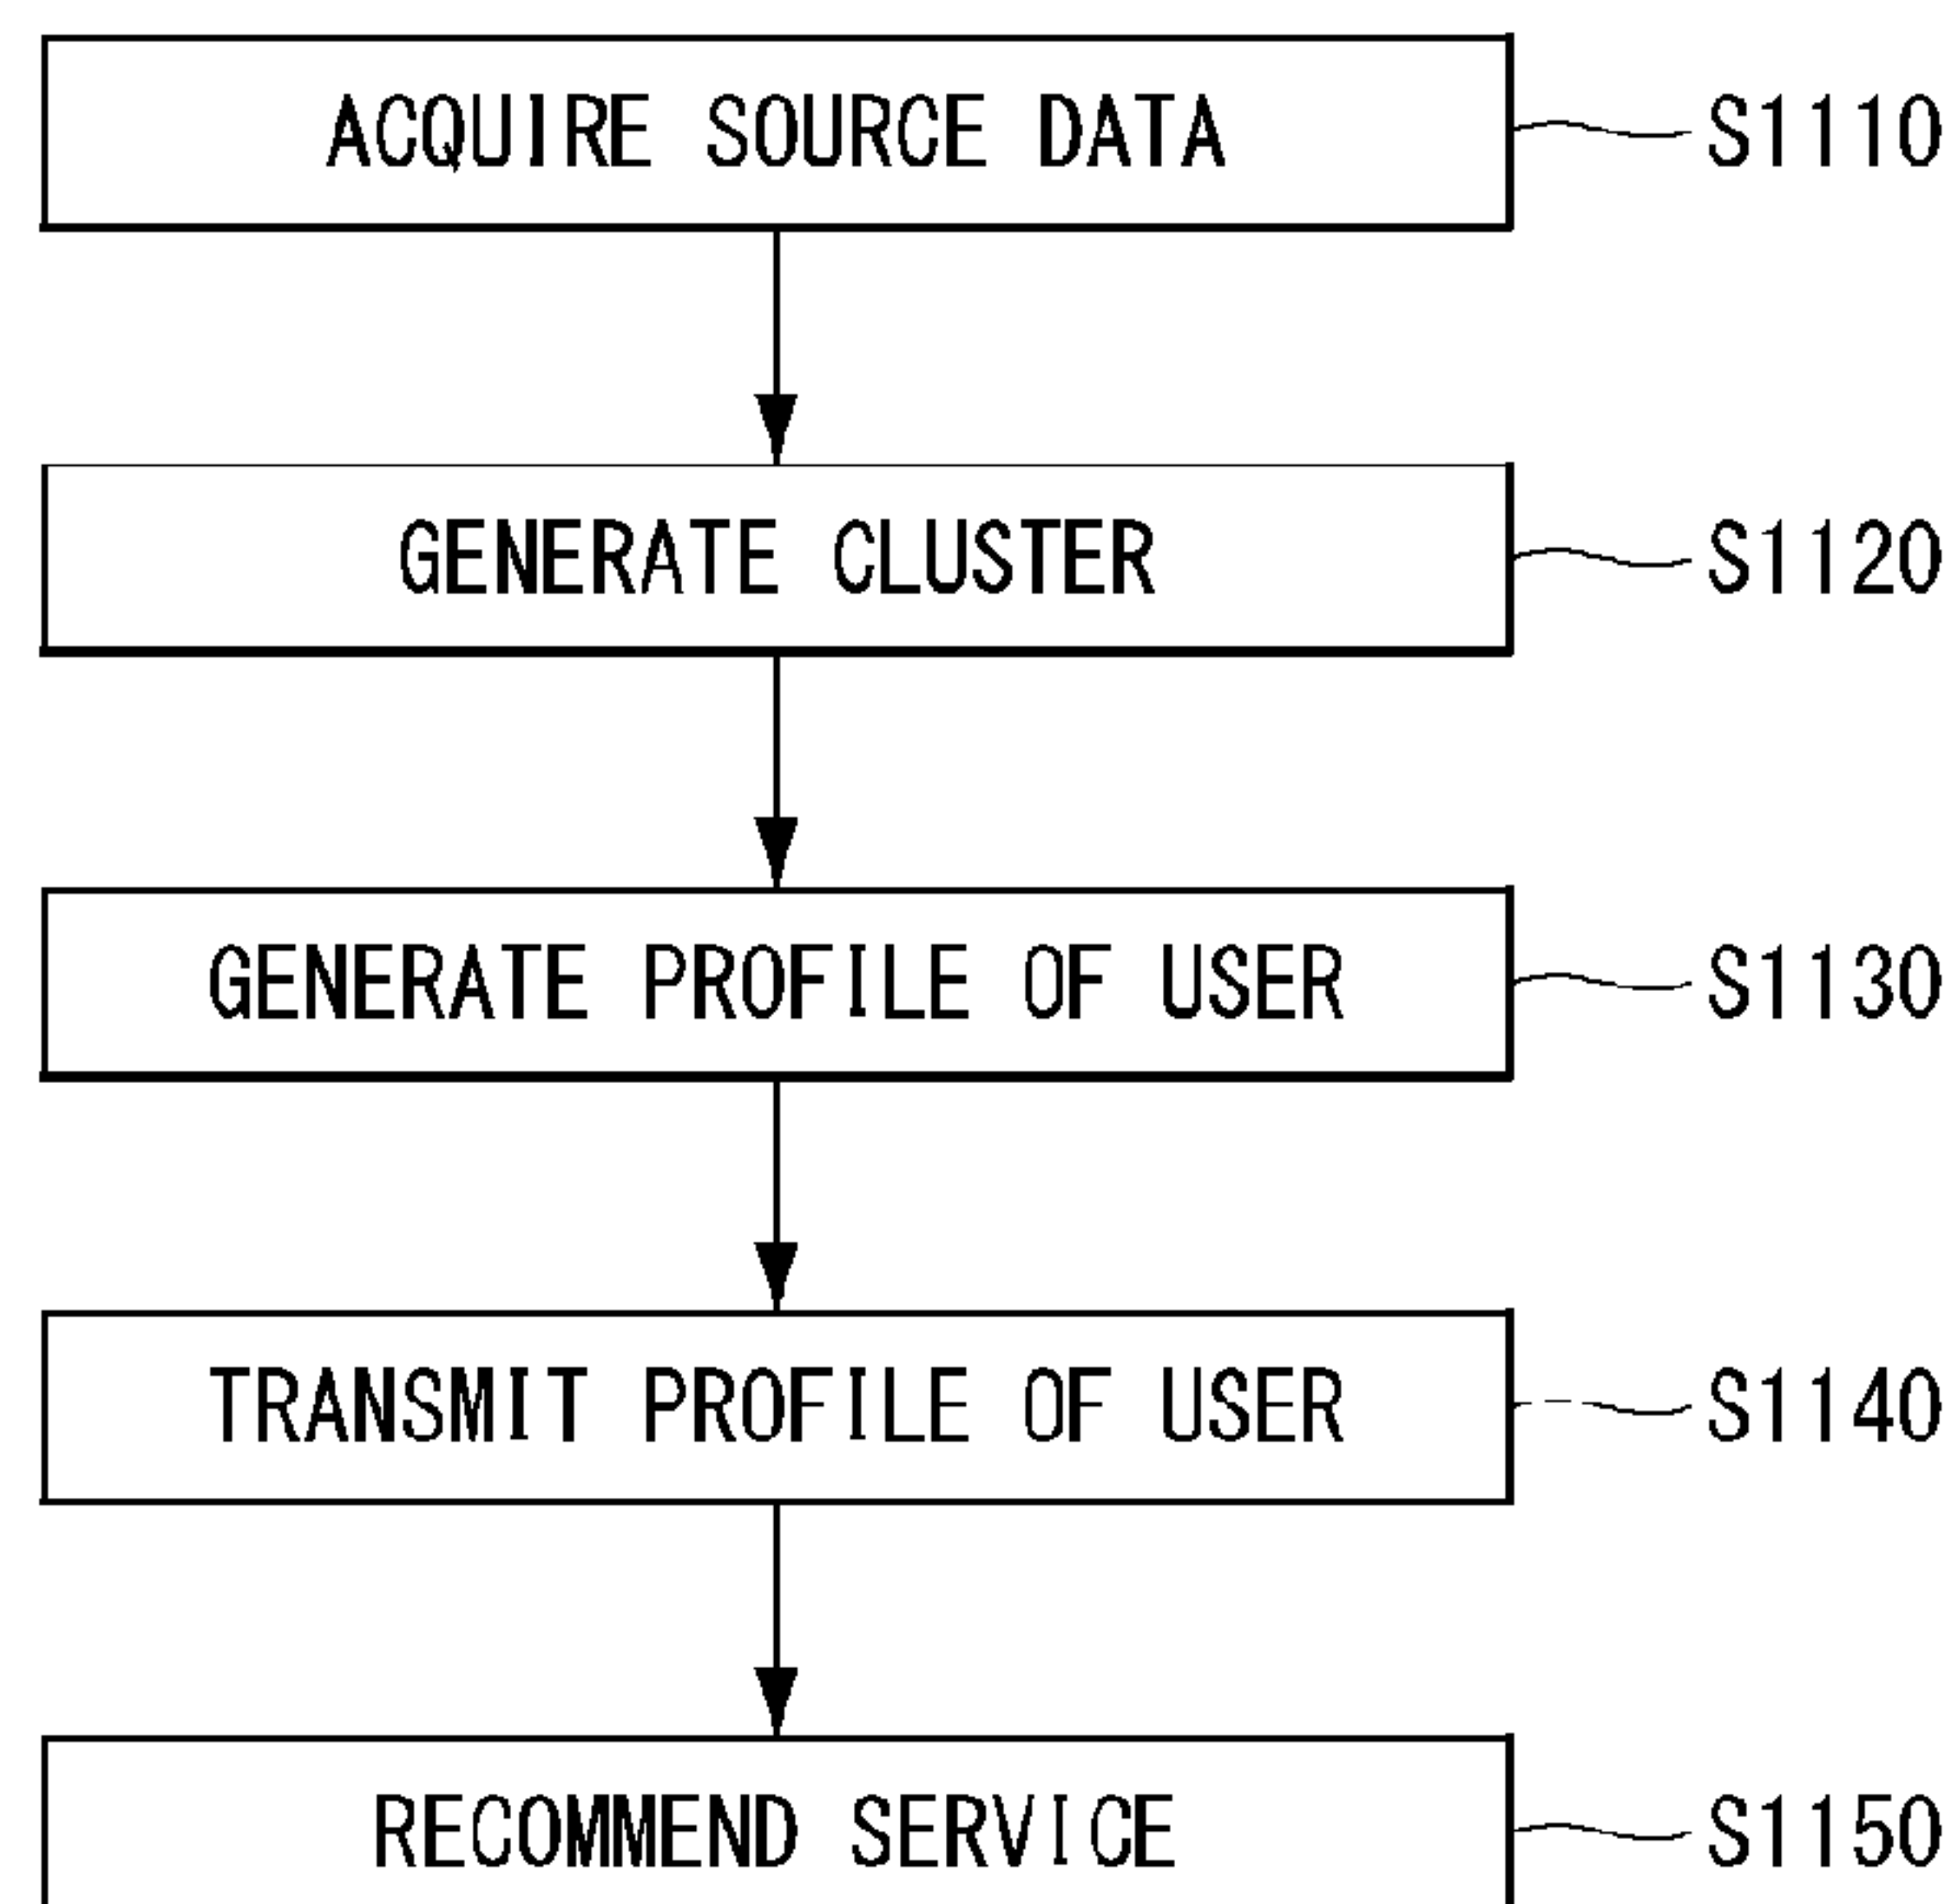 ACQUIRE SOURCE DATA S1110
GENERATE CLUSTER S1120
GENERATE PROFILE OF USER S1130
TRANSMIT PROFILE OF USER S1140
RECOMMEND SERVICE S1150